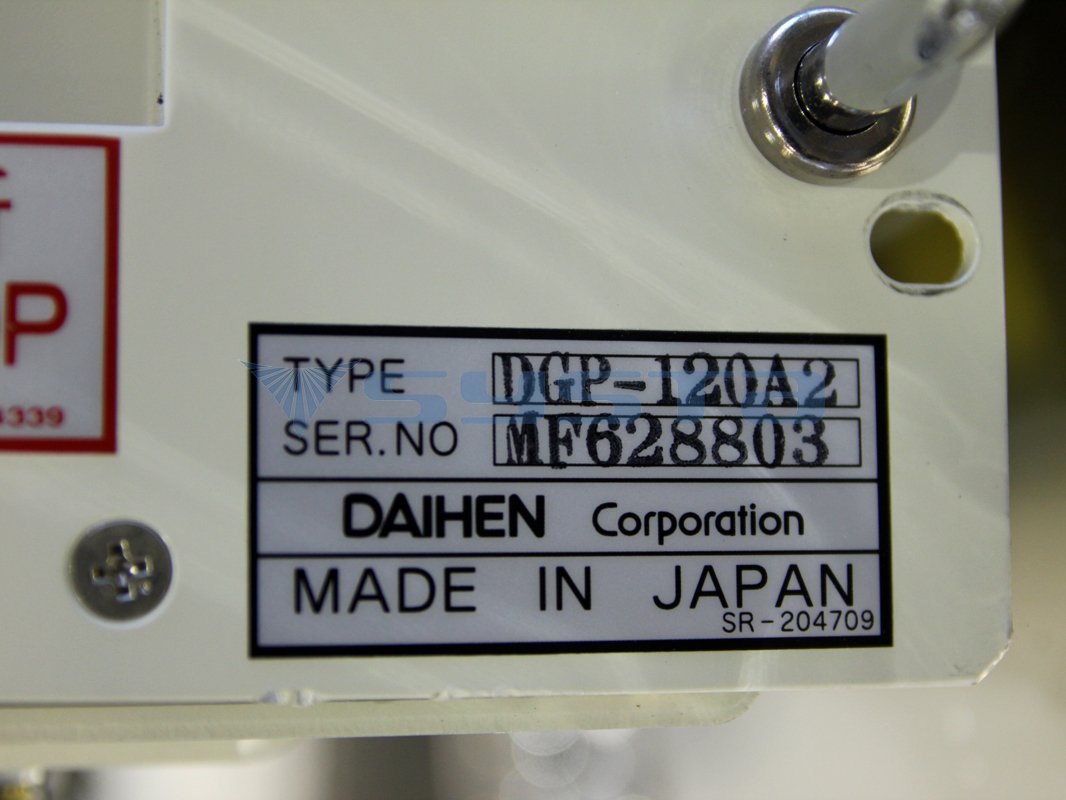 P
339
TYPE DGP-120A2
SER.NO MF628803
DAIHEN Corporation
MADE IN JAPAN
SR-204709